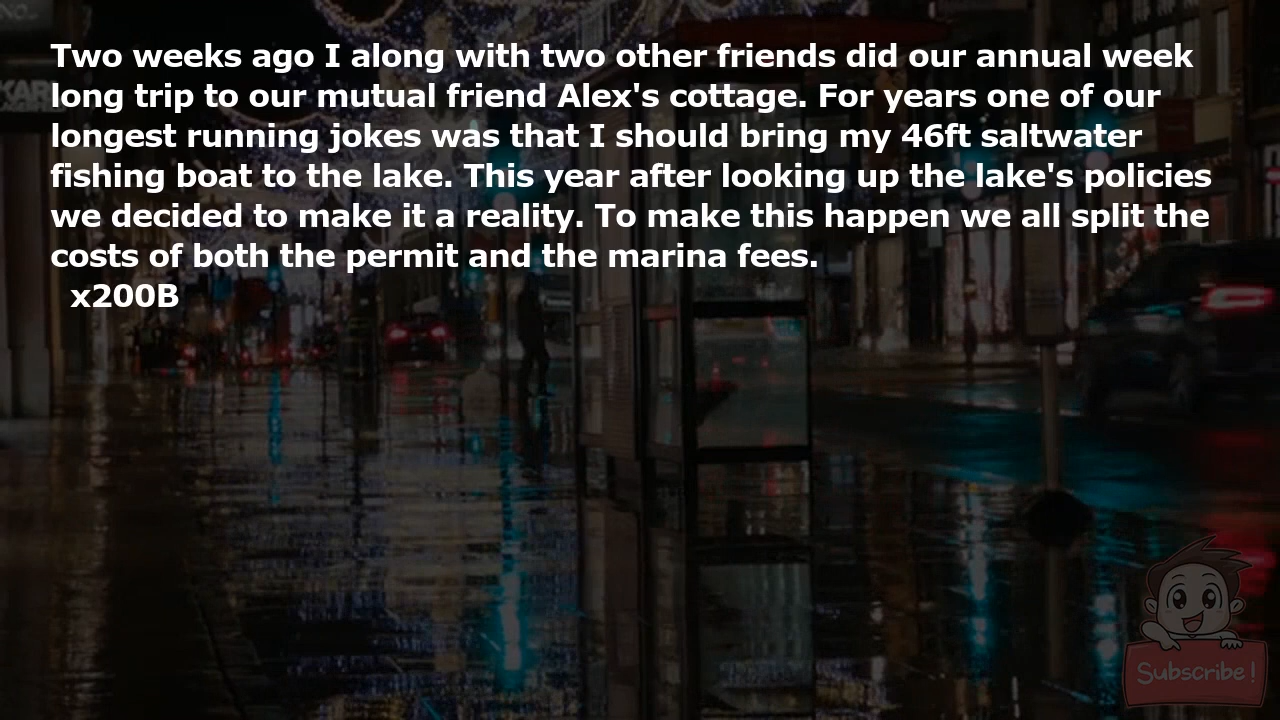 NO...
KAR
Two weeks ago I along with two other friends did our annual week
long trip to our mutual friend Alex's cottage. For years one of our
longest running jokes was that I should bring my 46ft saltwater
fishing boat to the lake. This year after looking up the lake's policies
we decided to make it a reality. To make this happen we all split the
costs of both the permit and the marina fees.
x200B
Subscribe!